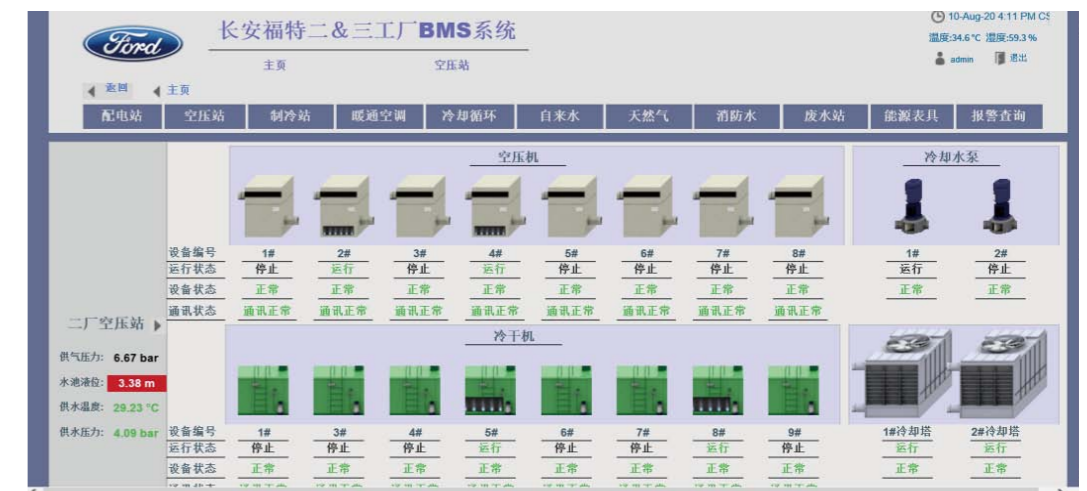 Ford
长安福特二&三工厂BMS系统
10-Aug-20 4:11 PM CS
温度:34.6℃ 湿度:59.3%
admin 退出
主页 空压站
返回 主页
配电站 空压站 制冷站 暖通空调 冷却循环 自来水 天然气 消防水 废水站 能源表具 报警查询
空压机 冷却水泵
设备编号 1# 2# 3# 4# 5# 6# 7# 8# 1# 2#
运行状态 停止 运行 停止 运行 停止 停止 停止 停止 运行 停止
设备状态 正常 正常 正常 正常 正常 正常 正常 正常 正常 正常
通讯状态 通讯正常 通讯正常 通讯正常 通讯正常 通讯正常 通讯正常 通讯正常 通讯正常
二厂空压站
冷干机
供气压力: 6.67 bar
水池液位: 3.38 m
供水温度: 29.23 °C
供水压力: 4.09 bar
设备编号 1# 3# 4# 5# 6# 7# 8# 9# 1#冷却塔 2#冷却塔
运行状态 停止 停止 停止 运行 停止 停止 运行 停止 运行 运行
设备状态 正常 正常 正常 正常 正常 正常 正常 正常 正常 正常